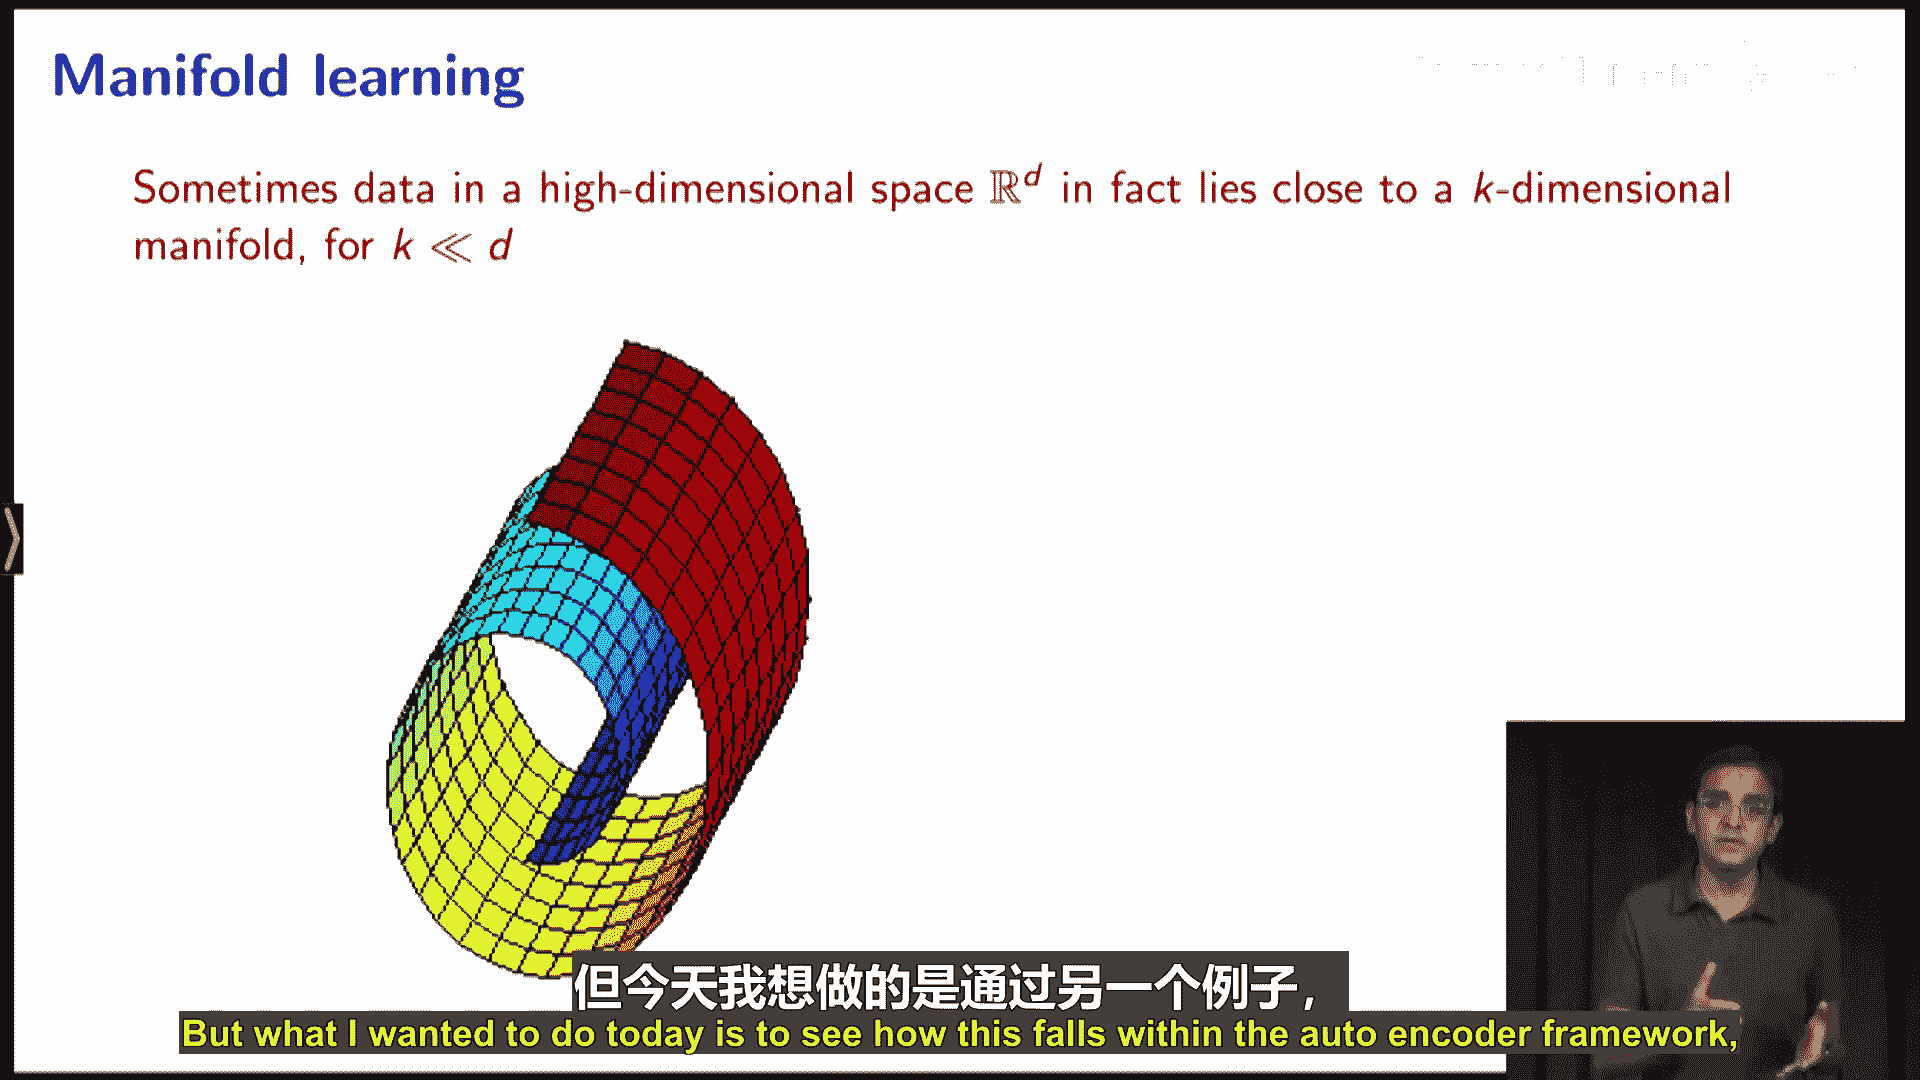 Manifold learning
Sometimes data in a high-dimensional space ℝᵈ in fact lies close to a k-dimensional
manifold, for k ≪ d
但今天我想做的是通过另一个例子，
But what I wanted to do today is to see how this falls within the auto encoder framework,